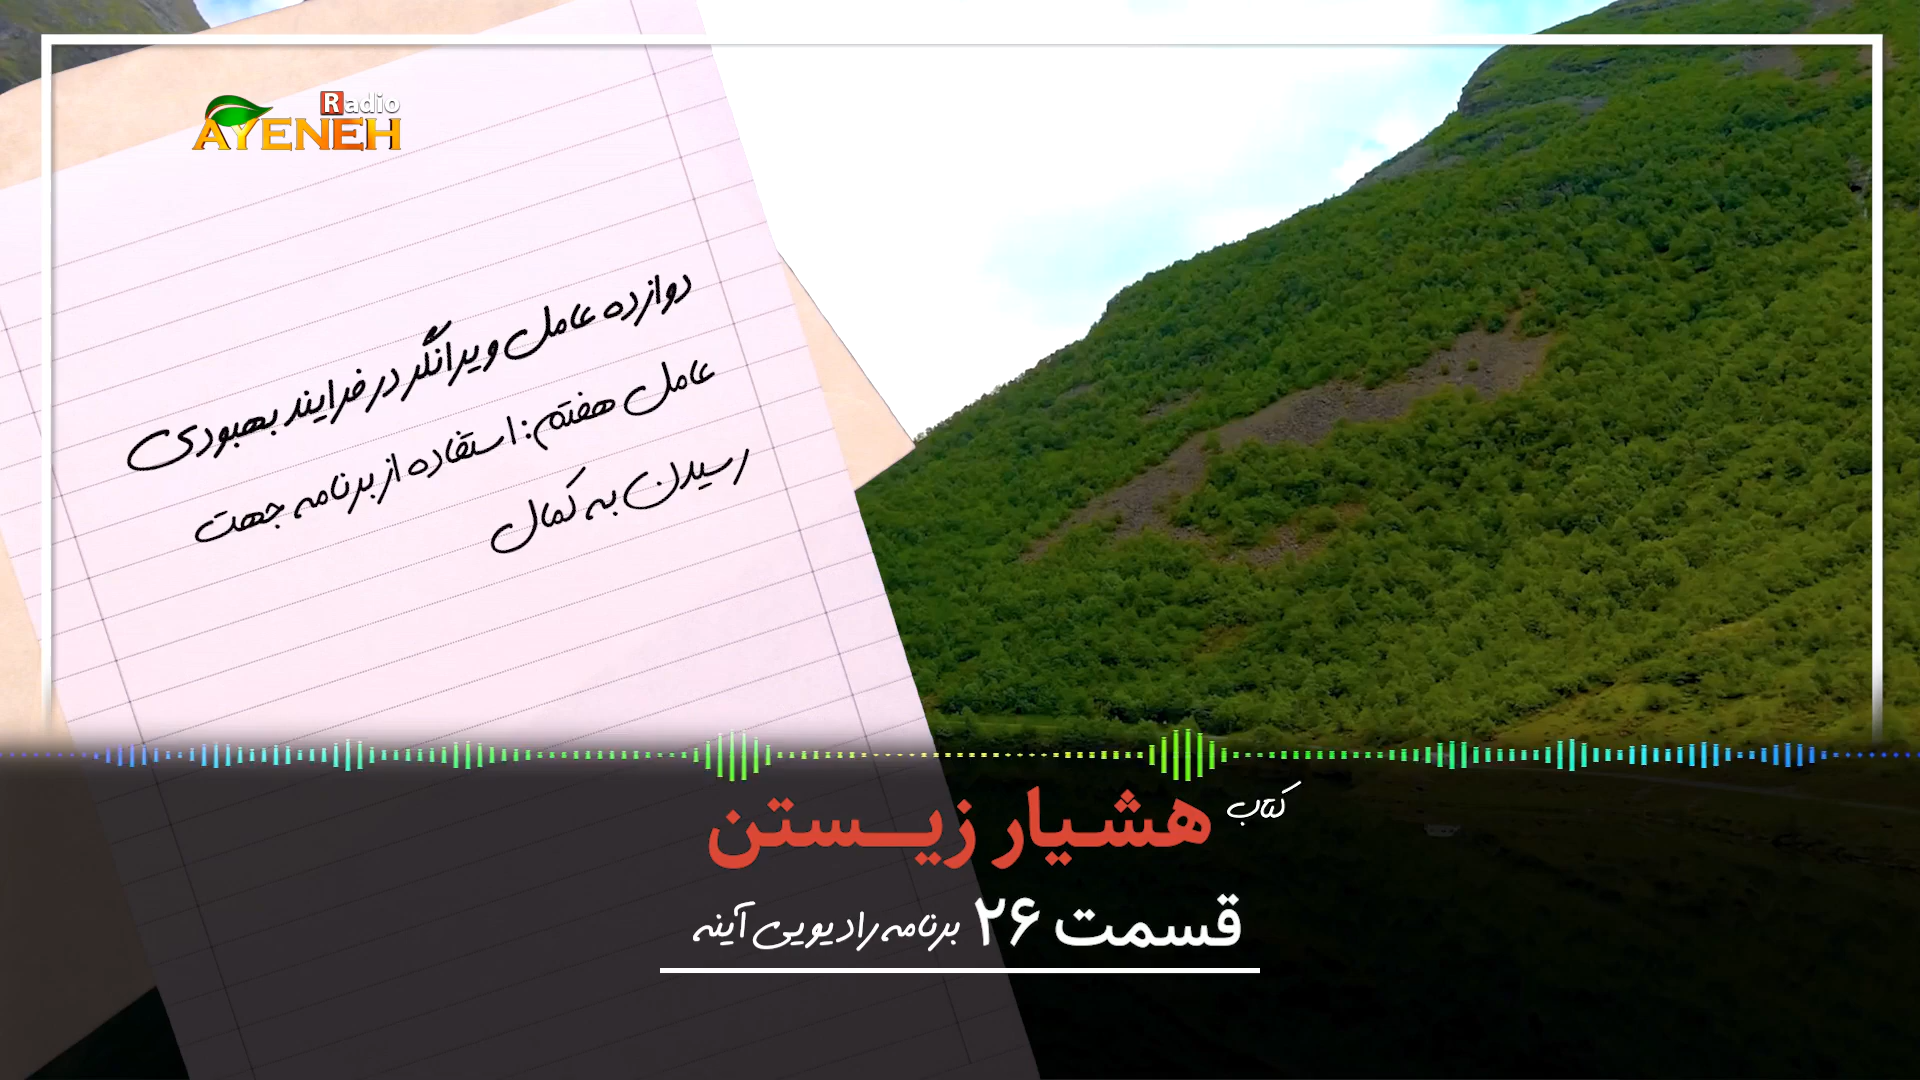 Radio
AYENEH
دوازده عامل ویرانگر در فرایند بهبودی
عامل هفتم: استفاده از برنامه جهت
رسیدن به کمال
کتاب هشیار زیستن
قسمت ۲۶ برنامه رادیویی آینه